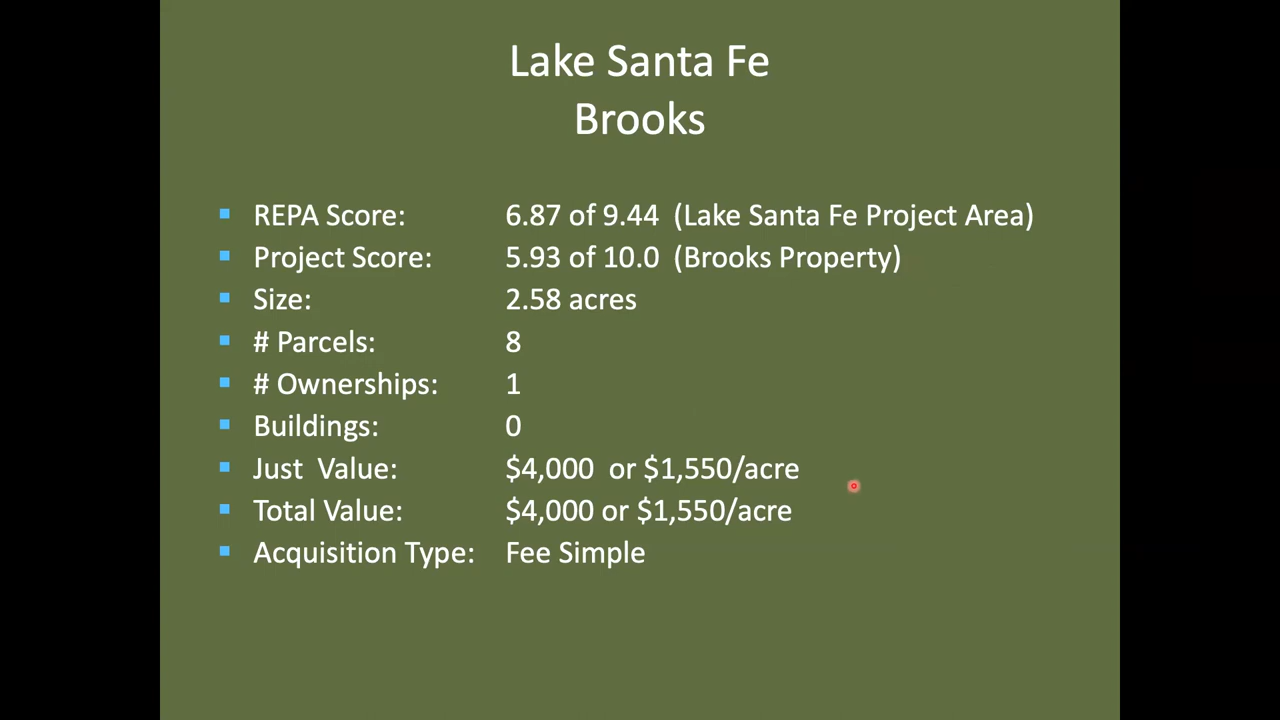 Lake Santa Fe
Brooks
REPA Score: 6.87 of 9.44 (Lake Santa Fe Project Area)
Project Score: 5.93 of 10.0 (Brooks Property)
Size: 2.58 acres
# Parcels: 8
# Ownerships: 1
Buildings: 0
Just Value: $4,000 or $1,550/acre
Total Value: $4,000 or $1,550/acre
Acquisition Type: Fee Simple